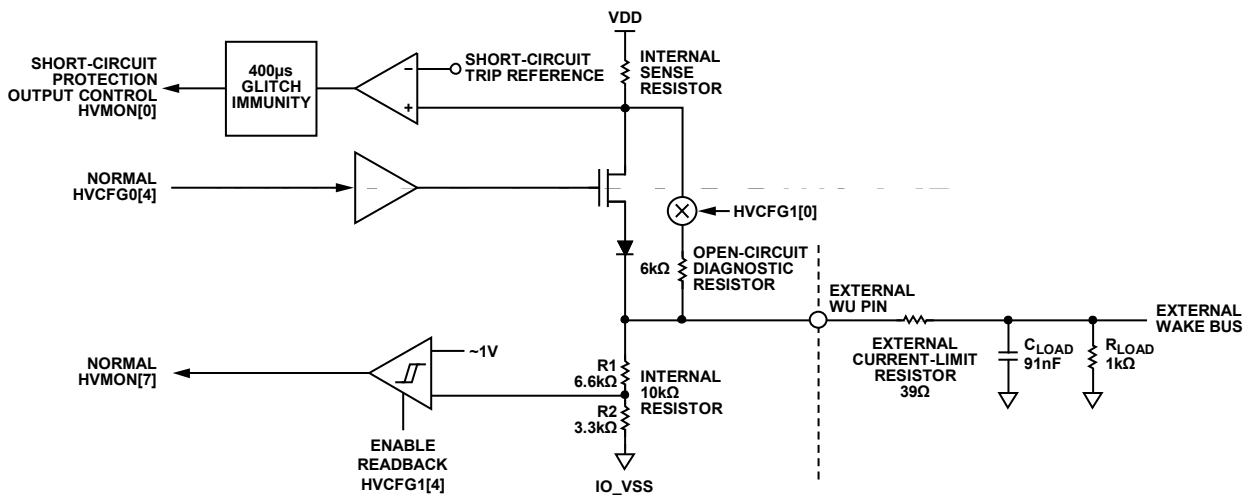 VDD
SHORT-CIRCUIT
PROTECTION
OUTPUT CONTROL
HVMON[0]
400µs
GLITCH
IMMUNITY
–
+
SHORT-CIRCUIT
TRIP REFERENCE
INTERNAL
SENSE
RESISTOR
NORMAL
HVCFG0[4]
HVCFG1[0]
6kΩ
OPEN-CIRCUIT
DIAGNOSTIC
RESISTOR
EXTERNAL
WU PIN
EXTERNAL
WAKE BUS
EXTERNAL
CURRENT-LIMIT
RESISTOR
39Ω
CLOAD
91nF
RLOAD
1kΩ
NORMAL
HVMON[7]
~1V
R1
6.6kΩ
INTERNAL
10kΩ
RESISTOR
R2
3.3kΩ
ENABLE
READBACK
HVCFG1[4]
IO_VSS